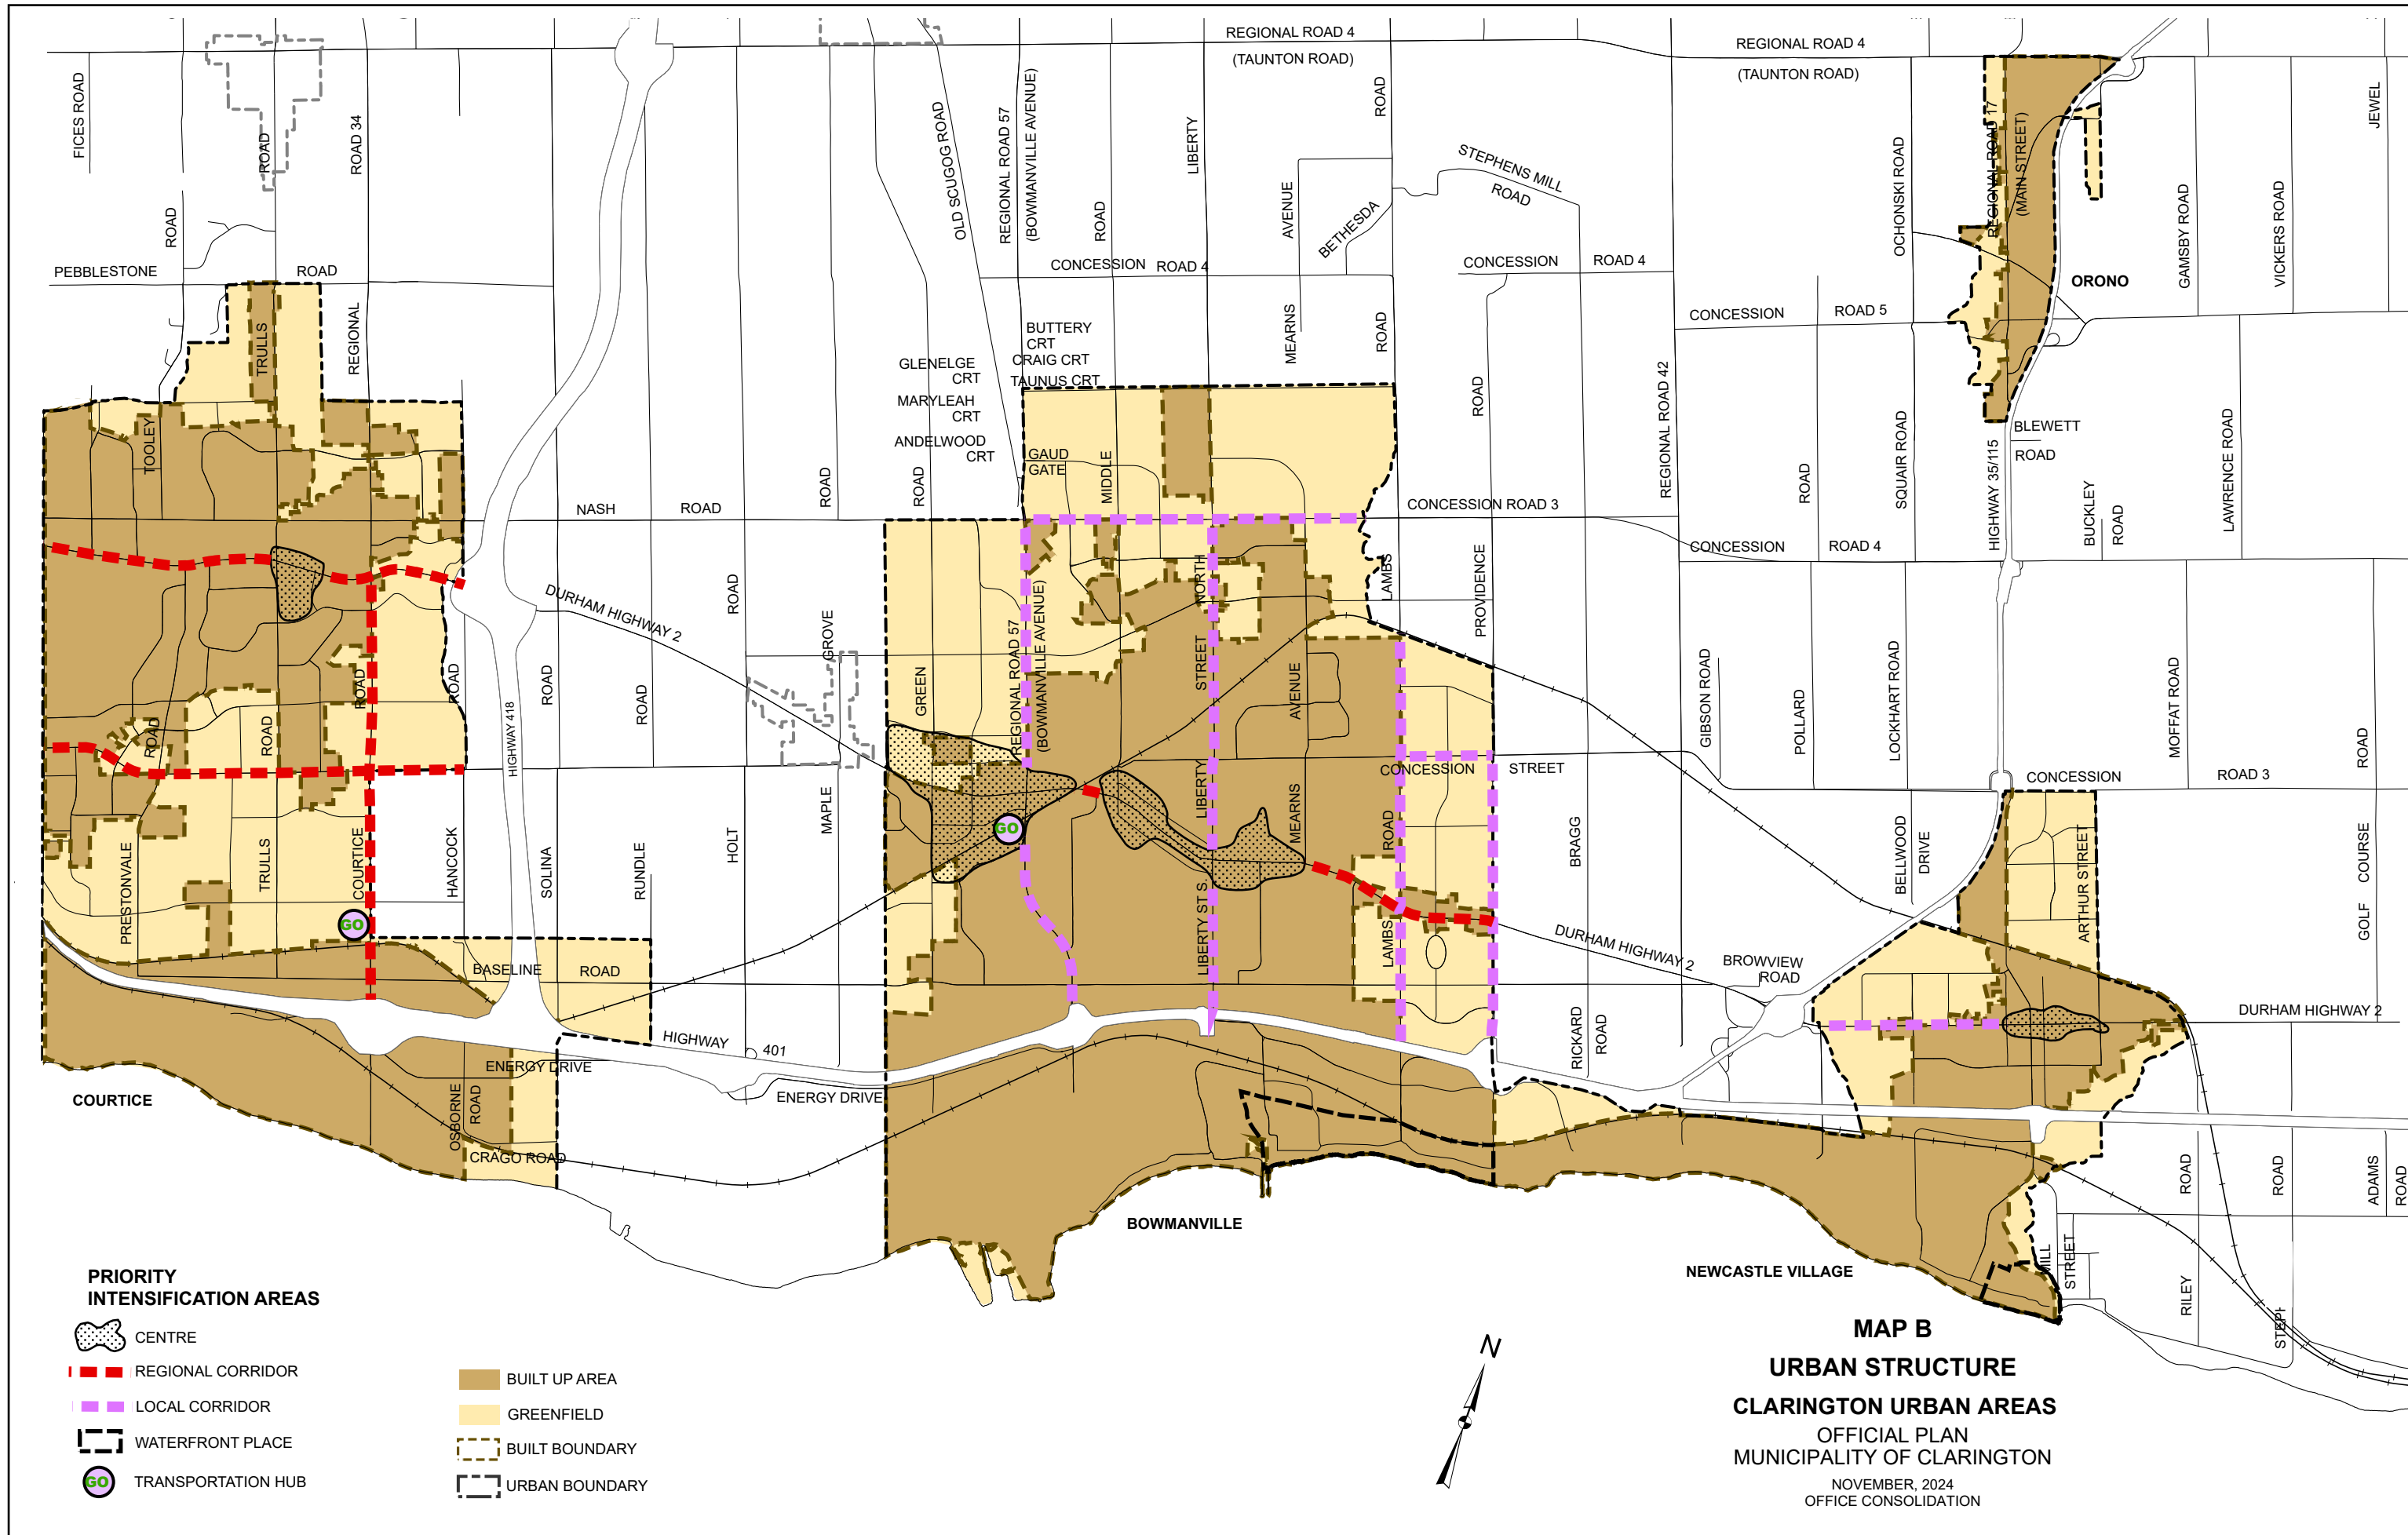 REGIONAL ROAD 4
(TAUNTON ROAD)
REGIONAL ROAD 4
(TAUNTON ROAD)
FICES ROAD
ROAD
ROAD 34
ROAD
OLD SCUGOG ROAD
REGIONAL ROAD 57
(BOWMANVILLE AVENUE)
ROAD
LIBERTY
AVENUE
ROAD
BETHESDA
STEPHENS MILL
ROAD
OCHONSKI ROAD
REGIONAL ROAD 17
(MAIN STREET)
GAMSBY ROAD
VICKERS ROAD
JEWEL
ORONO
PEBBLESTONE
ROAD
CONCESSION
ROAD 4
CONCESSION
ROAD 4
CONCESSION
ROAD 5
TRULLS
REGIONAL
BUTTERY
CRT
CRAIG CRT
GLENELGE
CRT
TAUNUS CRT
MARYLEAH
CRT
ANDELWOOD
CRT
GAUD
GATE
MIDDLE
MEARNS
ROAD
ROAD
REGIONAL ROAD 42
ROAD
SQUAIR ROAD
HIGHWAY 35/115
BLEWETT
ROAD
BUCKLEY
ROAD
LAWRENCE ROAD
TOOLEY
NASH
ROAD
ROAD
ROAD
CONCESSION ROAD 3
CONCESSION
ROAD 4
DURHAM HIGHWAY 2
ROAD
GROVE
NORTH
LAMBS
PROVIDENCE
ROAD
ROAD
ROAD
ROAD
ROAD
HIGHWAY 418
ROAD
ROAD
GREEN
REGIONAL ROAD 57
(BOWMANVILLE AVENUE)
STREET
AVENUE
GIBSON ROAD
POLLARD
LOCKHART ROAD
MOFFAT ROAD
ROAD
CONCESSION
STREET
CONCESSION
ROAD 3
PRESTONVALE
TRULLS
COURTICE
HANCOCK
SOLINA
RUNDLE
HOLT
MAPLE
GO
GO
LIBERTY
MEARNS
ROAD
BRAGG
BELLWOOD
DRIVE
ARTHUR STREET
GOLF COURSE
LIBERTY ST S.
LAMBS
DURHAM HIGHWAY 2
BROWVIEW
ROAD
BASELINE
ROAD
DURHAM HIGHWAY 2
HIGHWAY
401
RICKARD
ROAD
ENERGY DRIVE
ENERGY DRIVE
OSBORNE
ROAD
CRAGO ROAD
COURTICE
BOWMANVILLE
NEWCASTLE VILLAGE
MILL
STREET
ROAD
RILEY
ROAD
ADAMS
ROAD
PRIORITY
INTENSIFICATION AREAS
CENTRE
REGIONAL CORRIDOR
LOCAL CORRIDOR
WATERFRONT PLACE
GO
TRANSPORTATION HUB
BUILT UP AREA
GREENFIELD
BUILT BOUNDARY
URBAN BOUNDARY
N
MAP B
URBAN STRUCTURE
CLARINGTON URBAN AREAS
OFFICIAL PLAN
MUNICIPALITY OF CLARINGTON
NOVEMBER, 2024
OFFICE CONSOLIDATION